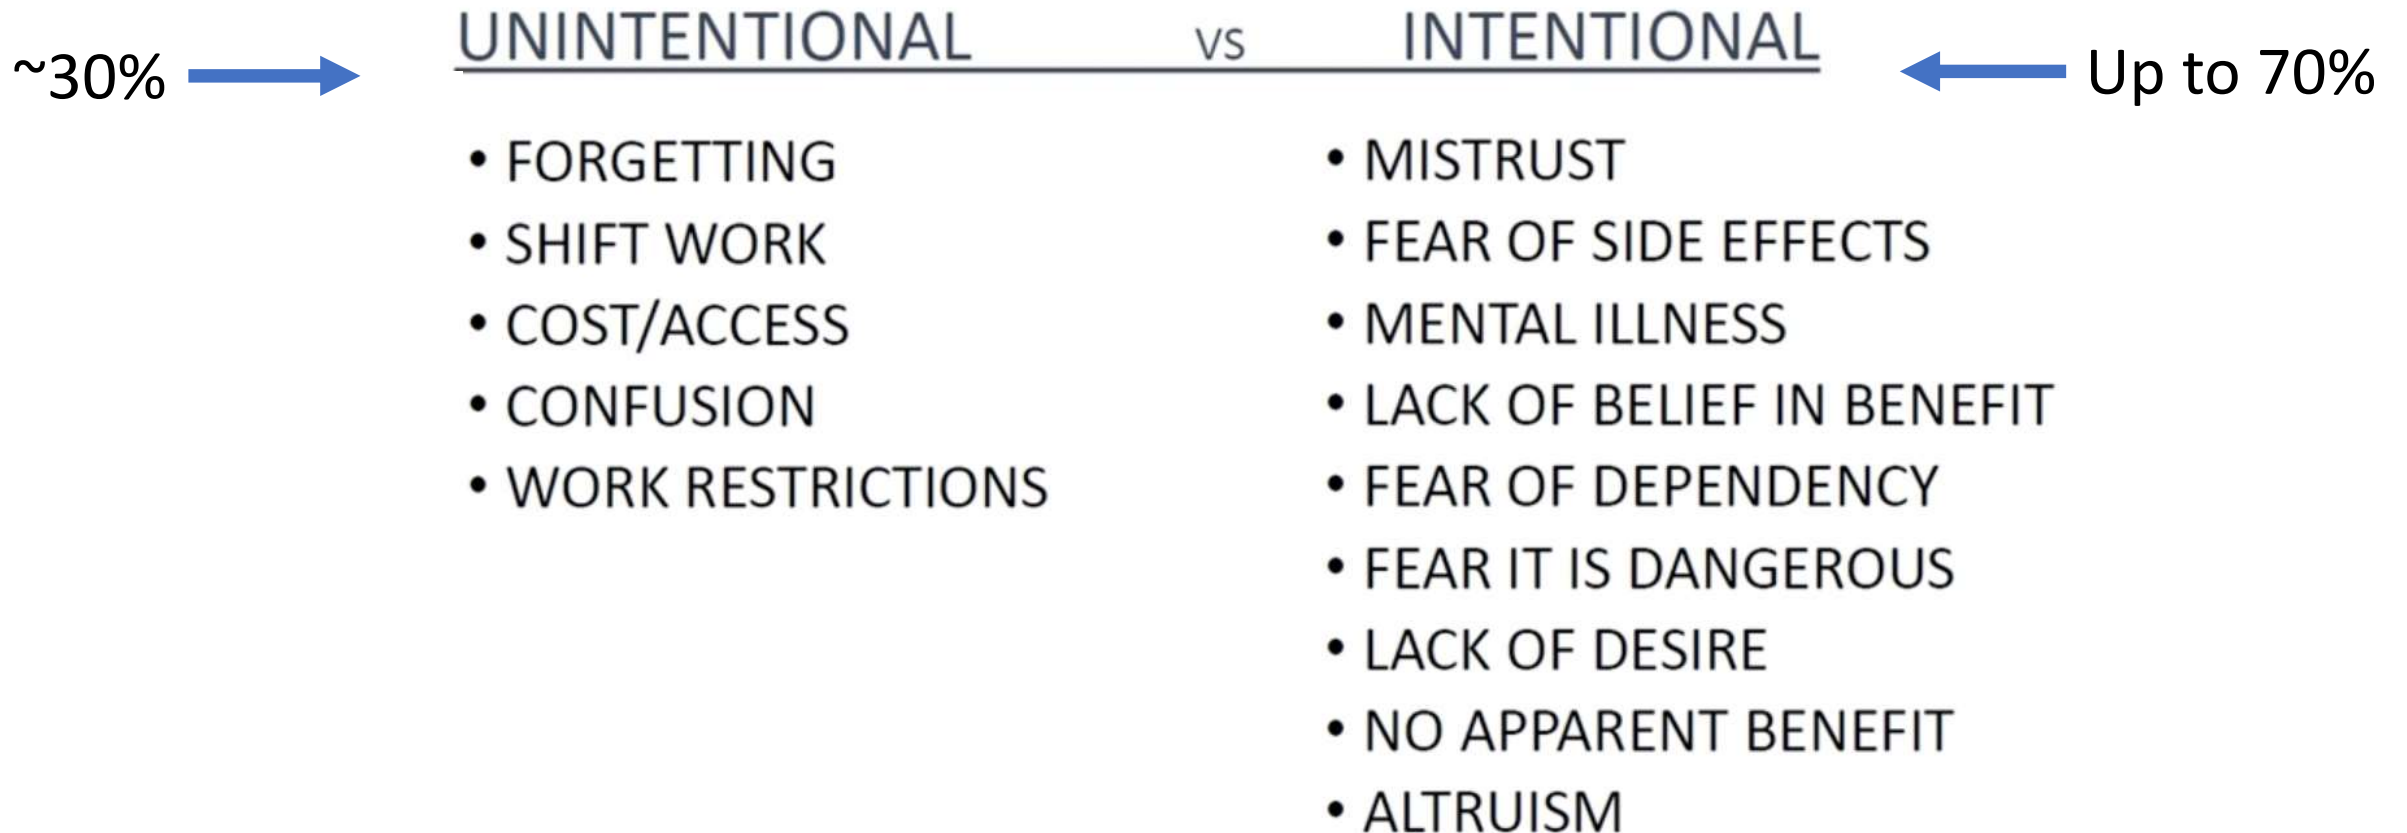 UNINTENTIONAL vs INTENTIONAL
~30%
Up to 70%
• FORGETTING
• SHIFT WORK
• COST/ACCESS
• CONFUSION
• WORK RESTRICTIONS
• MISTRUST
• FEAR OF SIDE EFFECTS
• MENTAL ILLNESS
• LACK OF BELIEF IN BENEFIT
• FEAR OF DEPENDENCY
• FEAR IT IS DANGEROUS
• LACK OF DESIRE
• NO APPARENT BENEFIT
• ALTRUISM